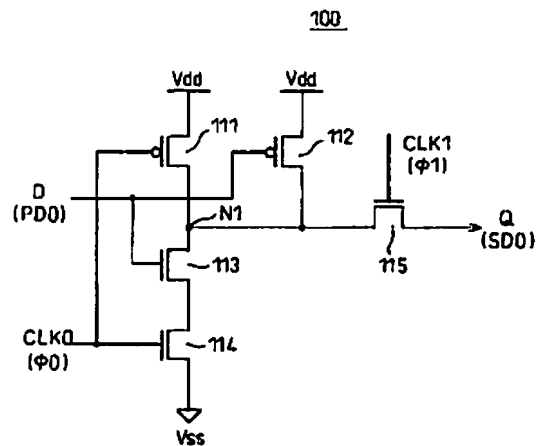 100
Vdd
Vdd
111
112
CLK1
(Φ1)
D
(PD0)
N1
Q
(SD0)
113
115
CLK0
(Φ0)
114
Vss